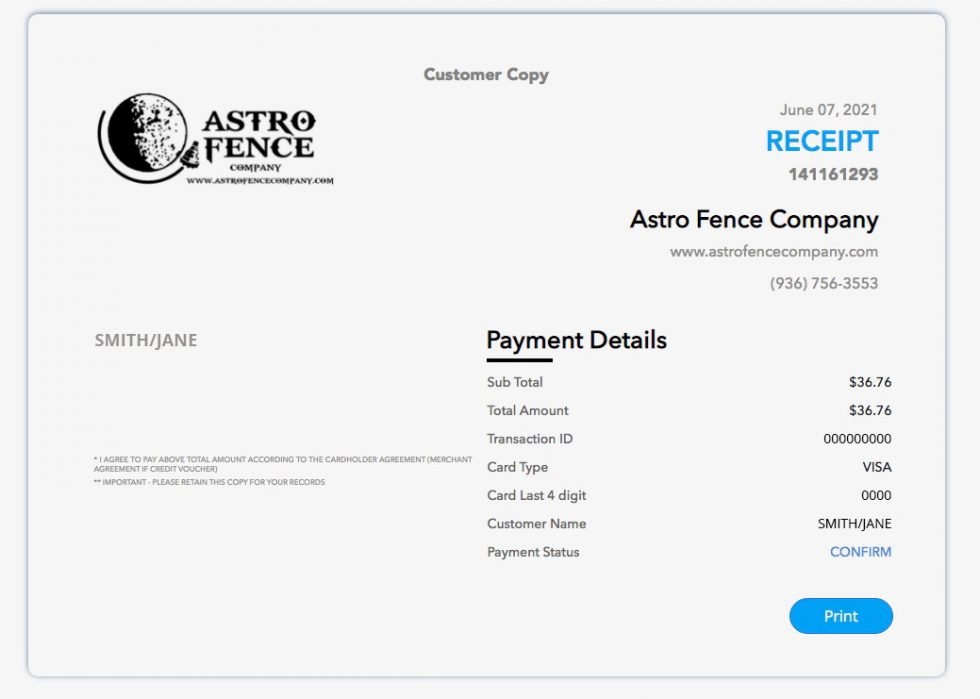 Customer Copy
ASTRO
FENCE
COMPANY
WWW.ASTROFENCECOMPANY.COM
June 07, 2021
RECEIPT
141161293
Astro Fence Company
www.astrofencecompany.com
(936) 756-3553
SMITH/JANE
* I AGREE TO PAY ABOVE TOTAL AMOUNT ACCORDING TO THE CARDHOLDER AGREEMENT (MERCHANT
AGREEMENT IF CREDIT VOUCHER)
** IMPORTANT - PLEASE RETAIN THIS COPY FOR YOUR RECORDS
Payment Details
Sub Total $36.76
Total Amount $36.76
Transaction ID 000000000
Card Type VISA
Card Last 4 digit 0000
Customer Name SMITH/JANE
Payment Status CONFIRM
Print